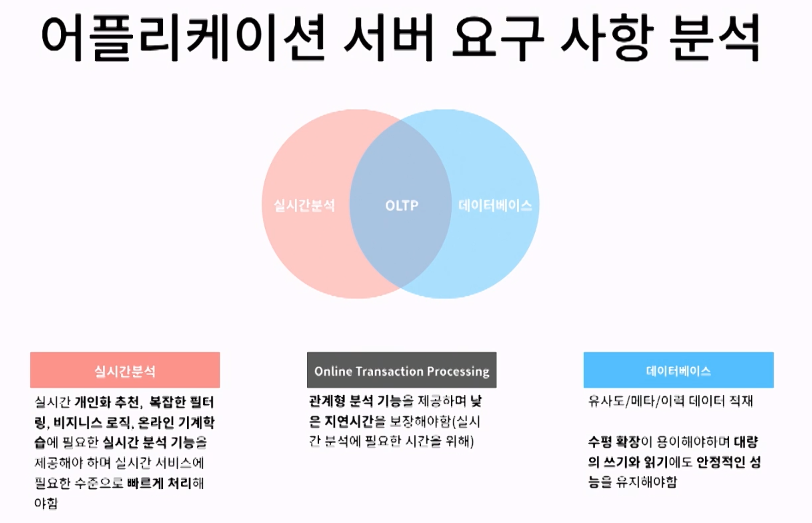 어플리케이션 서버 요구 사항 분석
실시간분석
OLTP
데이터베이스
실시간분석
실시간 개인화 추천, 복잡한 필터
링, 비지니스 로직, 온라인 기계학
습에 필요한 실시간 분석 기능을
제공해야 하며 실시간 서비스에
필요한 수준으로 빠르게 처리해
야함
Online Transaction Processing
관계형 분석 기능을 제공하며 낮
은 지연시간을 보장해야함(실시
간 분석에 필요한 시간을 위해)
데이터베이스
유사도/메타/이력 데이터 적재
수평 확장이 용이해야하며 대량
의 쓰기와 읽기에도 안정적인 성
능을 유지해야함